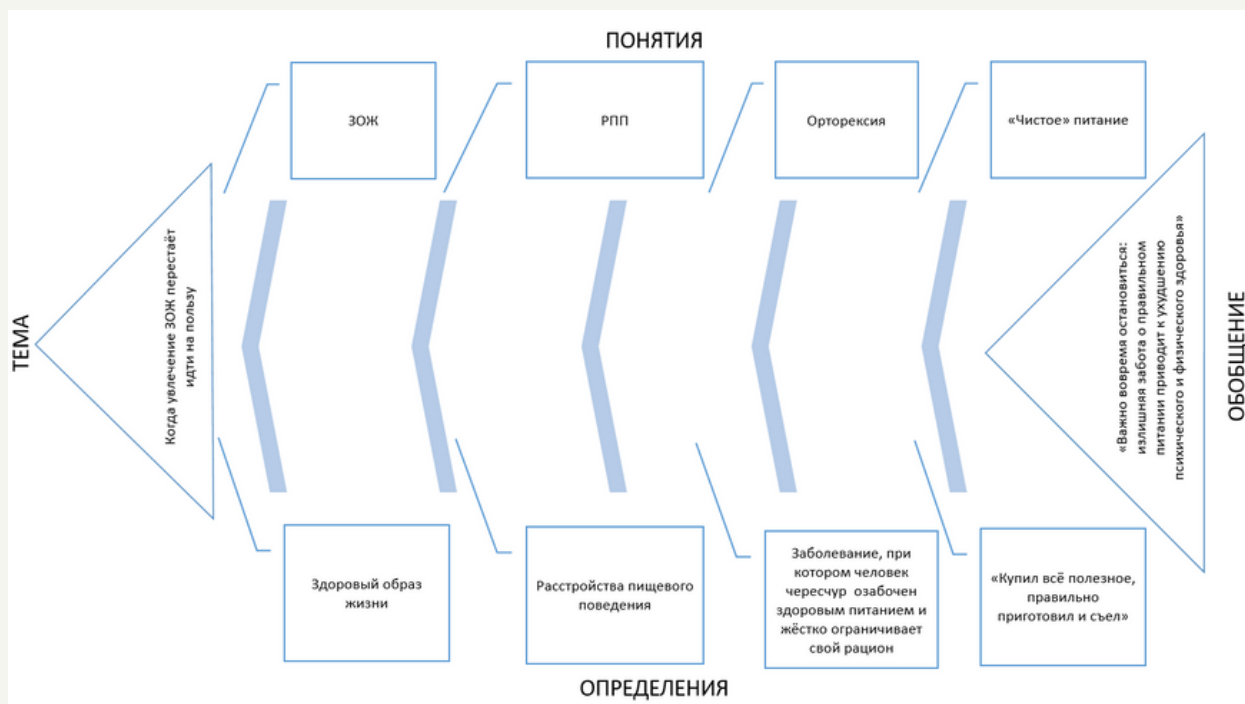 ПОНЯТИЯ
ЗОЖ
РПП
Орторексия
«Чистое» питание
ТЕМА
Когда увлечение ЗОЖ перестаёт
идти на пользу
«Важно вовремя остановиться:
излишняя забота о правильном
питании приводит к ухудшению
психического и физического здоровья»
ОБОБЩЕНИЕ
Здоровый образ
жизни
Расстройства пищевого
поведения
Заболевание, при
котором человек
чересчур озабочен
здоровым питанием и
жёстко ограничивает
свой рацион
«Купил всё полезное,
правильно
приготовил и съел»
ОПРЕДЕЛЕНИЯ